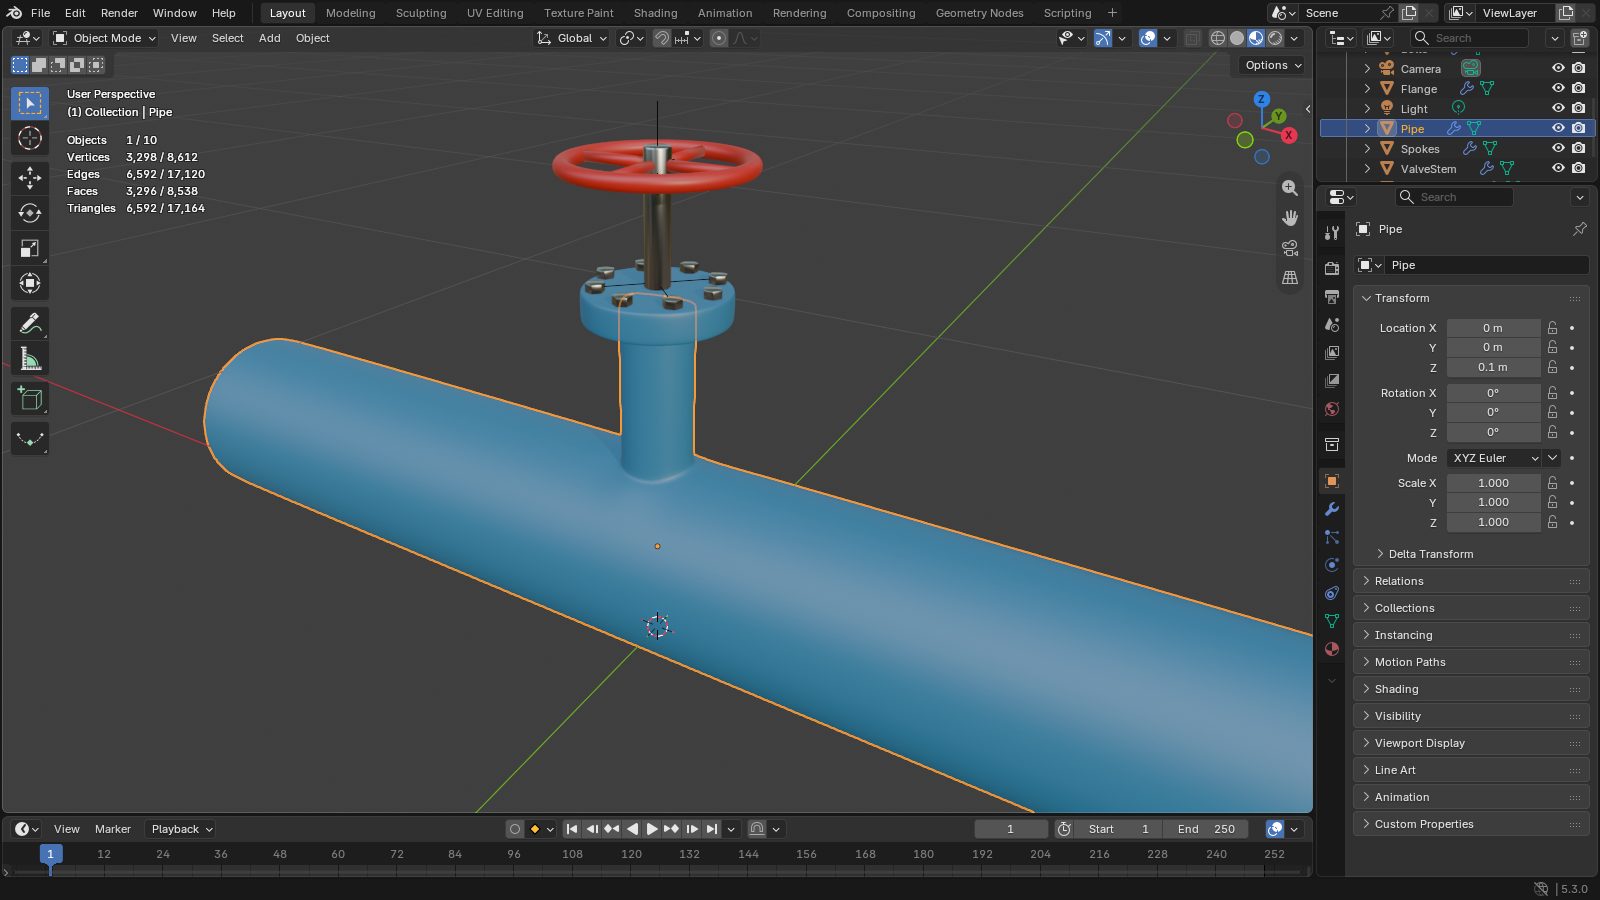 File Edit Render Window Help Layout Modeling Sculpting UV Editing Texture Paint Shading Animation Rendering Compositing Geometry Nodes Scripting + Scene ViewLayer
Object Mode View Select Add Object Global Search
Options
User Perspective
(1) Collection | Pipe
Objects 1 / 10
Vertices 3,298 / 8,612
Edges 6,592 / 17,120
Faces 3,296 / 8,538
Triangles 6,592 / 17,164
Z
Y
X
Camera
Flange
Light
Pipe
Spokes
ValveStem
Search
Pipe
Pipe
Transform
Location X 0 m
Y 0 m
Z 0.1 m
Rotation X 0°
Y 0°
Z 0°
Mode XYZ Euler
Scale X 1.000
Y 1.000
Z 1.000
Delta Transform
Relations
Collections
Instancing
Motion Paths
Shading
Visibility
Viewport Display
Line Art
Animation
Custom Properties
View Marker Playback 1 Start 1 End 250
1 12 24 36 48 60 72 84 96 108 120 132 144 156 168 180 192 204 216 228 240 252
5.3.0